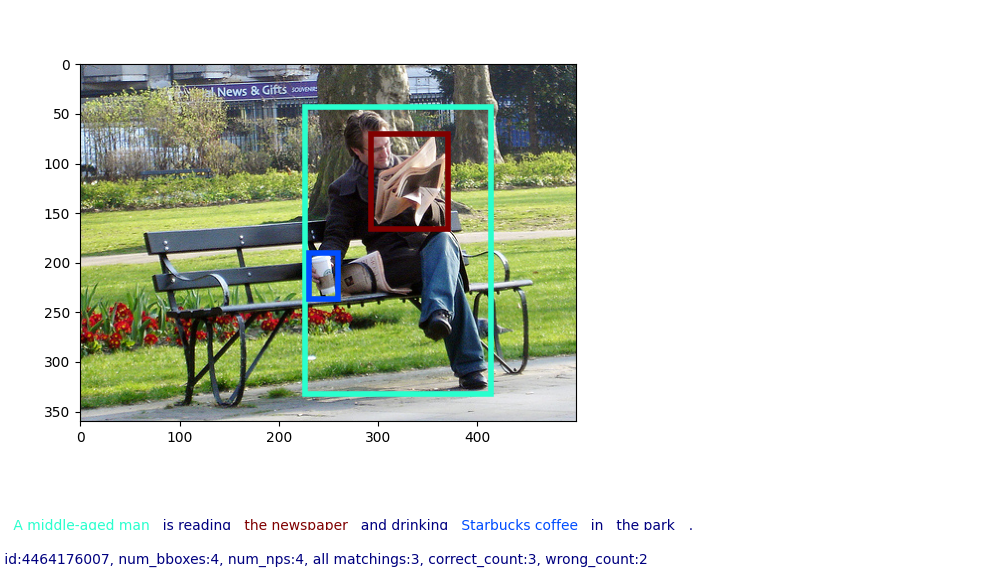 0
50
100
150
200
250
300
350
0 100 200 300 400
News & Gifts SOUVENIRS
A middle-aged man is reading the newspaper and drinking Starbucks coffee in the park .
id:4464176007, num_bboxes:4, num_nps:4, all matchings:3, correct_count:3, wrong_count:2